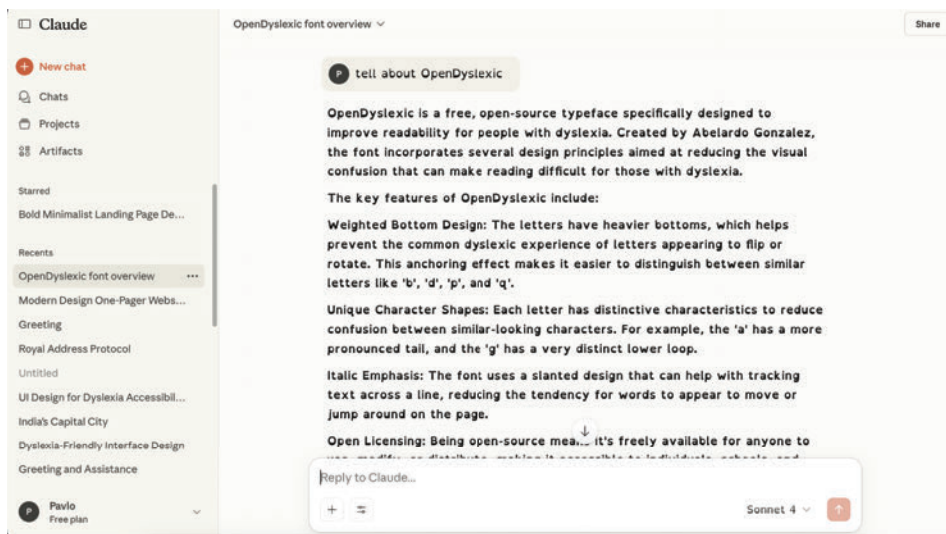 Claude
New chat
Chats
Projects
Artifacts
Starred
Bold Minimalist Landing Page De...
Recents
OpenDyslexic font overview ...
Modern Design One-Pager Webs...
Greeting
Royal Address Protocol
Untitled
UI Design for Dyslexia Accessibil...
India's Capital City
Dyslexia-Friendly Interface Design
Greeting and Assistance
P
Pavlo
Free plan
OpenDyslexic font overview
Share
P tell about OpenDyslexic
OpenDyslexic is a free, open-source typeface specifically designed to
improve readability for people with dyslexia. Created by Abelardo Gonzalez,
the font incorporates several design principles aimed at reducing the visual
confusion that can make reading difficult for those with dyslexia.
The key features of OpenDyslexic include:
Weighted Bottom Design: The letters have heavier bottoms, which helps
prevent the common dyslexic experience of letters appearing to flip or
rotate. This anchoring effect makes it easier to distinguish between similar
letters like 'b', 'd', 'p', and 'q'.
Unique Character Shapes: Each letter has distinctive characteristics to reduce
confusion between similar-looking characters. For example, the 'a' has a more
pronounced tail, and the 'g' has a very distinct lower loop.
Italic Emphasis: The font uses a slanted design that can help with tracking
text across a line, reducing the tendency for words to appear to move or
jump around on the page.
Open Licensing: Being open-source means it's freely available for anyone to
Reply to Claude...
Sonnet 4